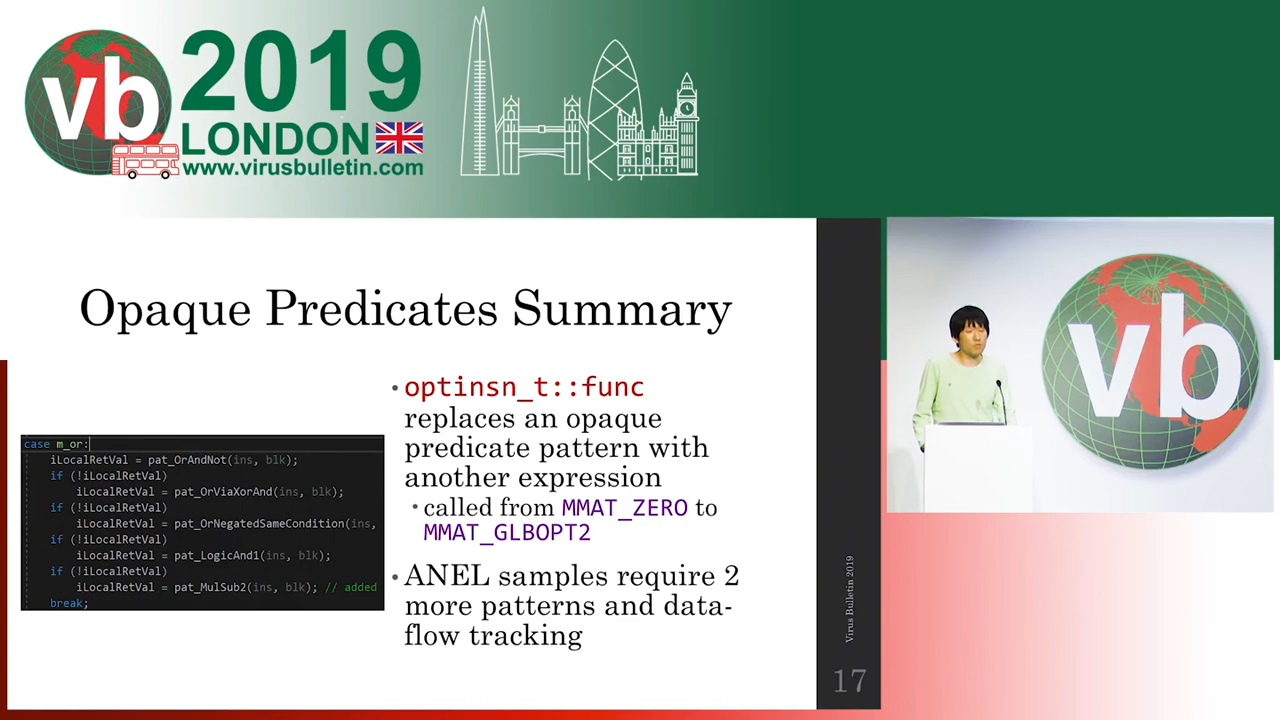 vb
2019
LONDON
www.virusbulletin.com
Opaque Predicates Summary
case m_or:
iLocalRetVal = pat_OrAndNot(ins, blk);
if (!iLocalRetVal)
iLocalRetVal = pat_OrViaXorAnd(ins, blk);
if (!iLocalRetVal)
iLocalRetVal = pat_OrNegatedSameCondition(ins,
if (!iLocalRetVal)
iLocalRetVal = pat_LogicAnd1(ins, blk);
if (!iLocalRetVal)
iLocalRetVal = pat_MulSub2(ins, blk); // added
break;
• optinsn_t::func
replaces an opaque
predicate pattern with
another expression
• called from MMAT_ZERO to
MMAT_GLBOPT2
• ANEL samples require 2
more patterns and data-
flow tracking
Virus Bulletin 2019
17
vb